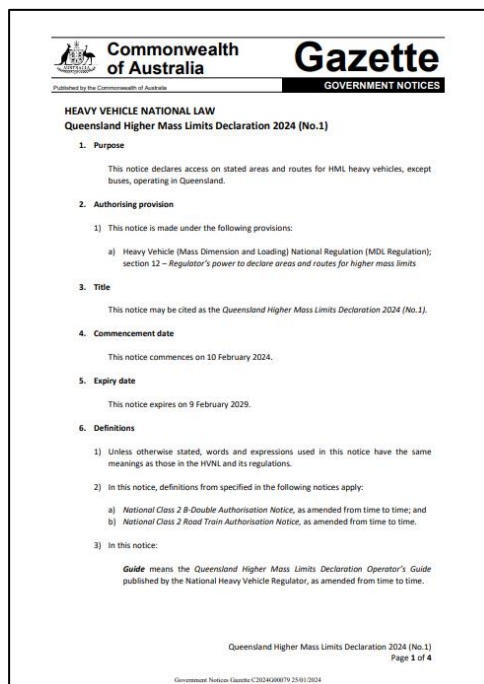 Commonwealth
of Australia
Gazette
Published by the Commonwealth of Australia
GOVERNMENT NOTICES
HEAVY VEHICLE NATIONAL LAW
Queensland Higher Mass Limits Declaration 2024 (No.1)
1. Purpose
This notice declares access on stated areas and routes for HML heavy vehicles, except
buses, operating in Queensland.
2. Authorising provision
1) This notice is made under the following provisions:
a) Heavy Vehicle (Mass Dimension and Loading) National Regulation (MDL Regulation);
section 12 – Regulator's power to declare areas and routes for higher mass limits
3. Title
This notice may be cited as the Queensland Higher Mass Limits Declaration 2024 (No.1).
4. Commencement date
This notice commences on 10 February 2024.
5. Expiry date
This notice expires on 9 February 2029.
6. Definitions
1) Unless otherwise stated, words and expressions used in this notice have the same
meanings as those in the HVNL and its regulations.
2) In this notice, definitions from specified in the following notices apply:
a) National Class 2 B-Double Authorisation Notice, as amended from time to time; and
b) National Class 2 Road Train Authorisation Notice, as amended from time to time.
3) In this notice:
Guide means the Queensland Higher Mass Limits Declaration Operator's Guide
published by the National Heavy Vehicle Regulator, as amended from time to time.
Queensland Higher Mass Limits Declaration 2024 (No.1)
Page 1 of 4
Government Notices Gazette C2024G00079 25/01/2024